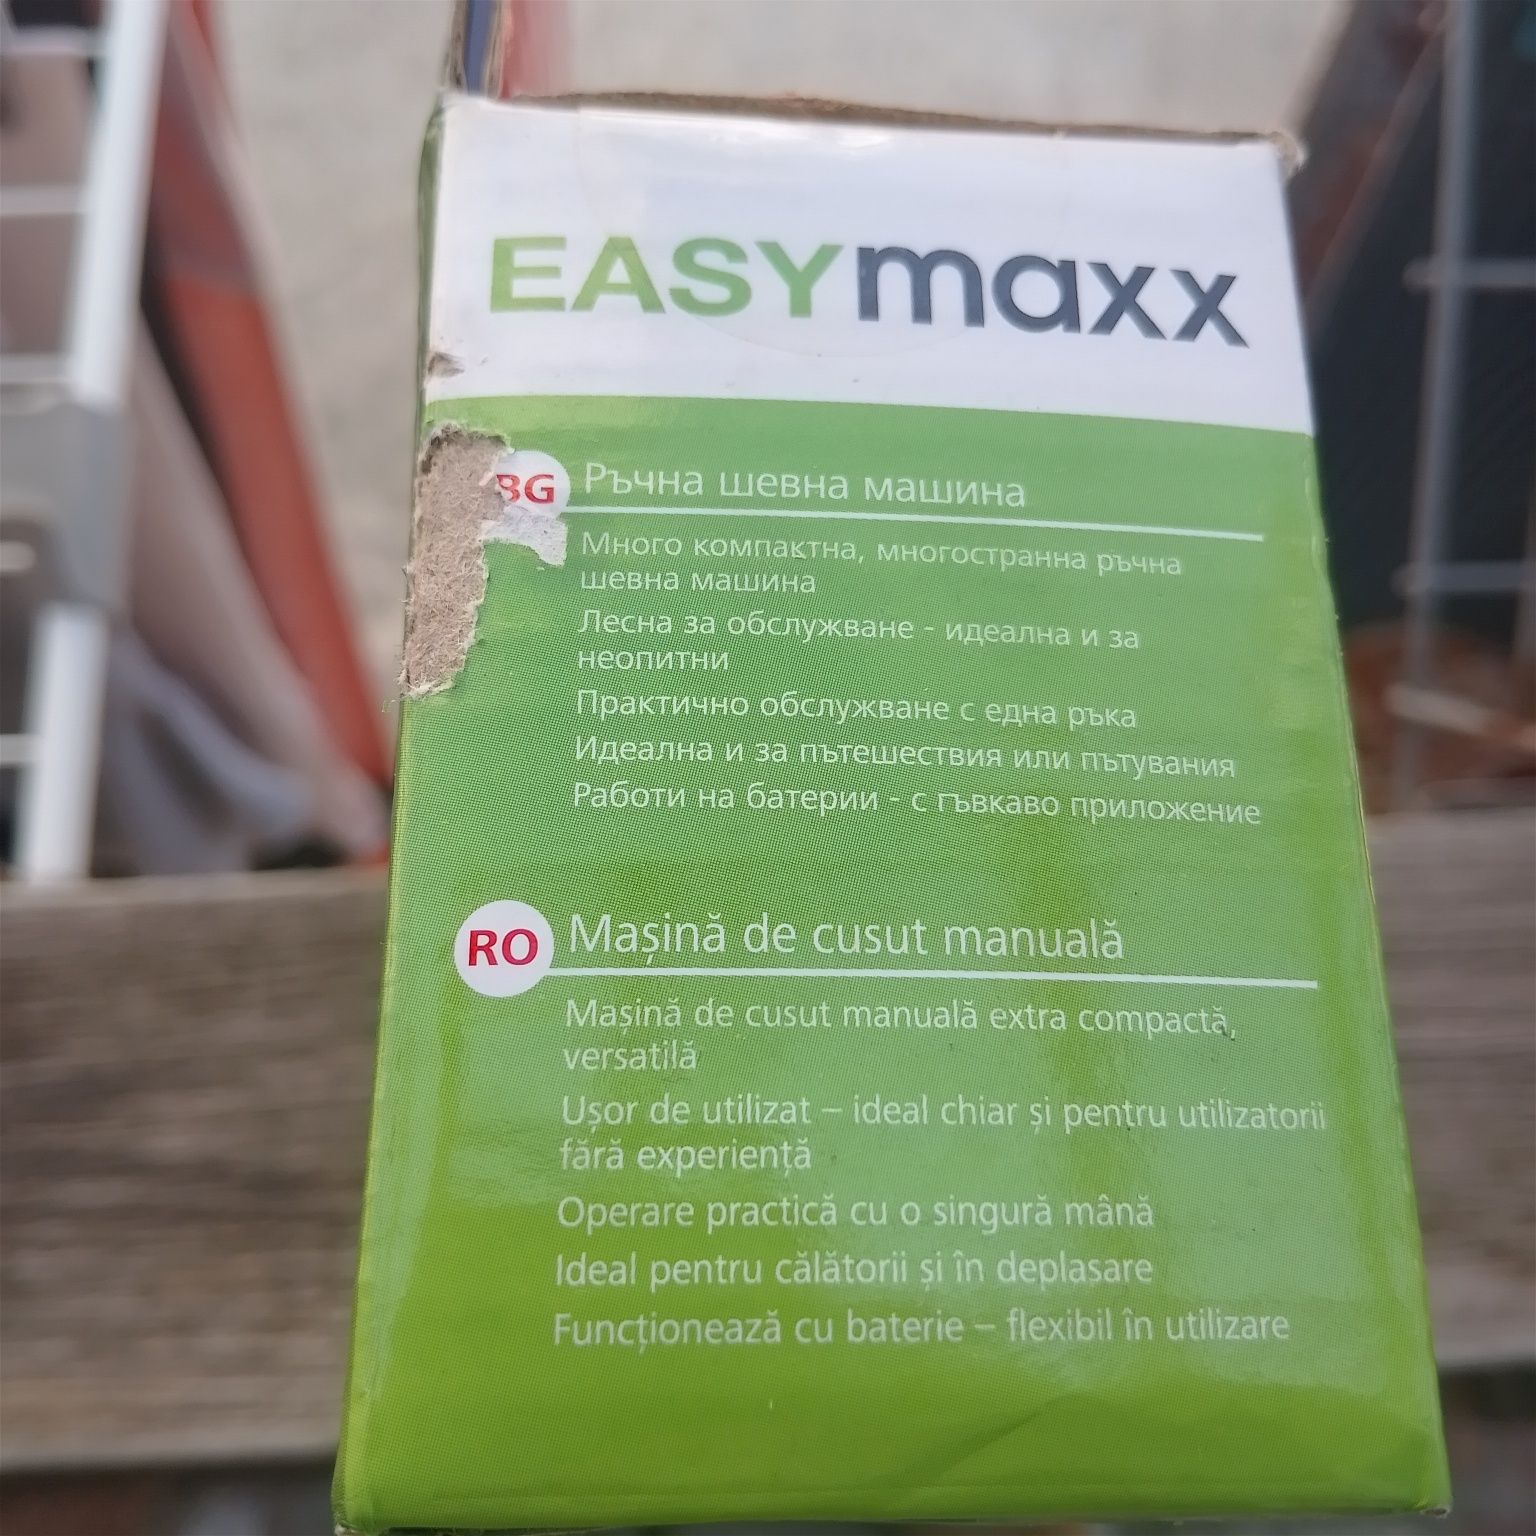 EASYmaxx
BG Ръчна шевна машина
Много компактна, многостранна ръчна
шевна машина
Лесна за обслужване - идеална и за
неопитни
Практично обслужване с една ръка
Идеална и за пътешествия или пътувания
Работи на батерии - с гъвкаво приложение
RO Mașină de cusut manuală
Mașină de cusut manuală extra compactă,
versatilă
Ușor de utilizat – ideal chiar și pentru utilizatorii
fără experiență
Operare practică cu o singură mână
Ideal pentru călătorii și în deplasare
Funcționează cu baterie – flexibil în utilizare